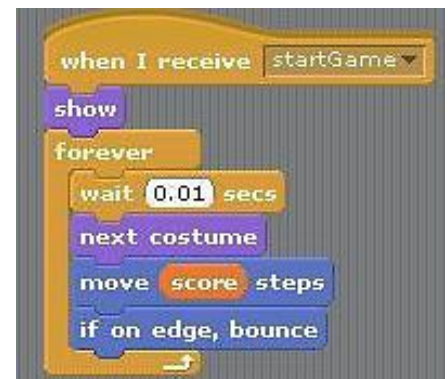 when I receive startGame
show
forever
wait 0.01 secs
next costume
move score steps
if on edge, bounce